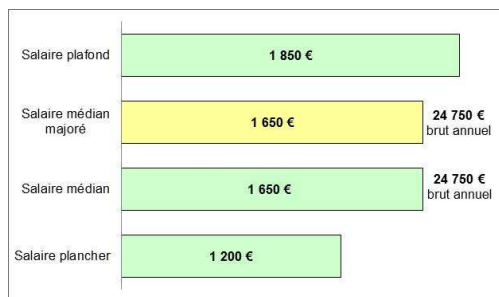 Salaire plafond
1 850 €
Salaire médian
majoré
1 650 €
24 750 €
brut annuel
Salaire médian
1 650 €
24 750 €
brut annuel
Salaire plancher
1 200 €